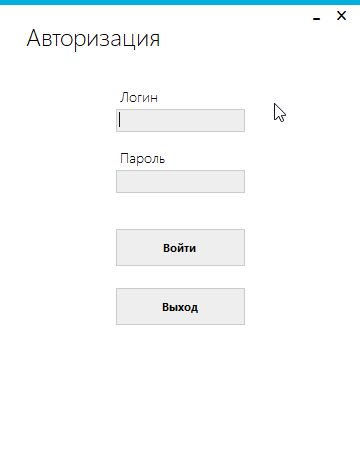 Авторизация
Логин
Пароль
Войти
Выход